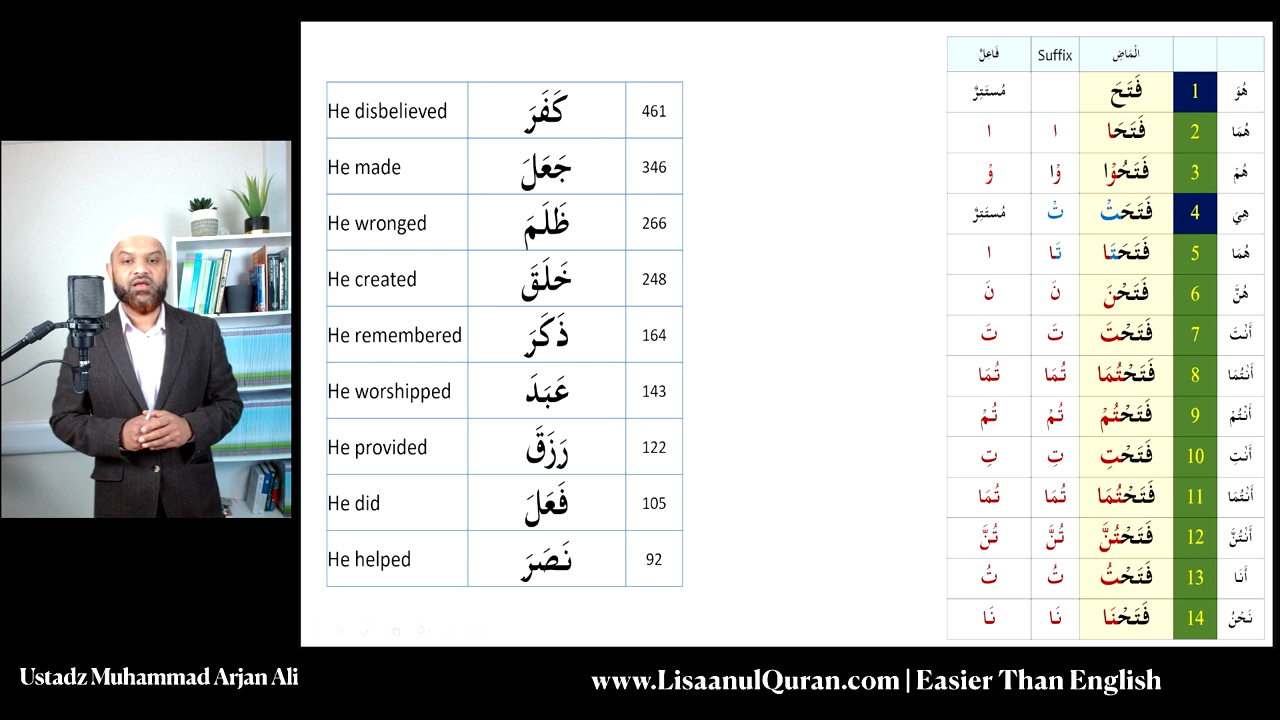 He disbelieved كَفَرَ 461
He made جَعَلَ 346
He wronged ظَلَمَ 266
He created خَلَقَ 248
He remembered ذَكَرَ 164
He worshipped عَبَدَ 143
He provided رَزَقَ 122
He did فَعَلَ 105
He helped نَصَرَ 92
فَاعِلٌ Suffix الْمَاضِ
مُسْتَتِرٌ فَتَحَ 1 هُوَ
ا ا فَتَحَا 2 هُمَا
وْ وْا فَتَحُوْا 3 هُمْ
مُسْتَتِرٌ تْ فَتَحَتْ 4 هِيَ
ا تَا فَتَحَتَا 5 هُمَا
نَ نَ فَتَحْنَ 6 هُنَّ
تَ تَ فَتَحْتَ 7 أَنْتَ
تُمَا تُمَا فَتَحْتُمَا 8 أَنْتُمَا
تُمْ تُمْ فَتَحْتُمْ 9 أَنْتُمْ
تِ تِ فَتَحْتِ 10 أَنْتِ
تُمَا تُمَا فَتَحْتُمَا 11 أَنْتُمَا
تُنَّ تُنَّ فَتَحْتُنَّ 12 أَنْتُنَّ
تُ تُ فَتَحْتُ 13 أَنَا
نَا نَا فَتَحْنَا 14 نَحْنُ
Ustadz Muhammad Arjan Ali
www.LisaanulQuran.com | Easier Than English